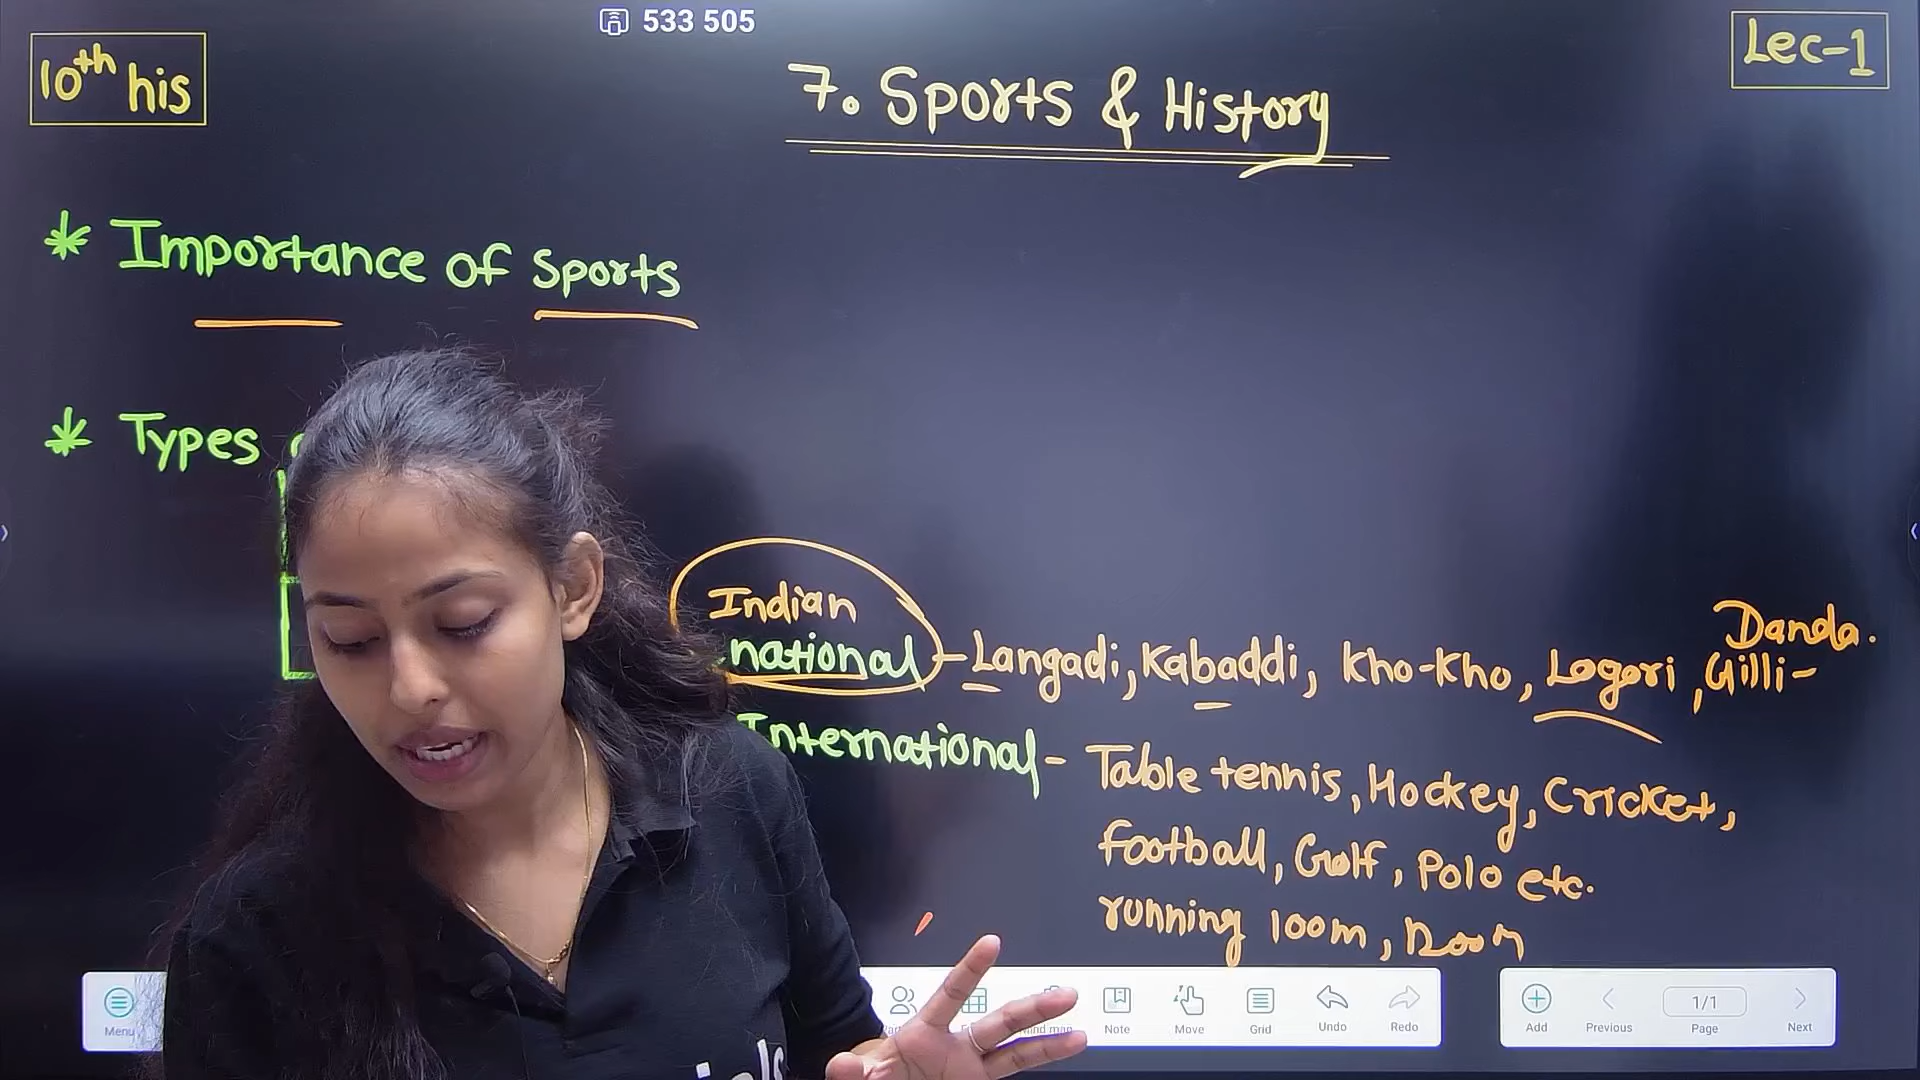 533 505
10th his
7. Sports & History
Lec-1
* Importance of Sports
* Types
Indian
national - Langadi, Kabaddi, Kho-Kho, Logori, Gilli-
Danda.
International - Table tennis, Hockey, Cricket,
football, Golf, Polo etc.
running 100m,
Menu
Note
Move
Grid
Undo
Redo
Add
Previous
1/1
Page
Next